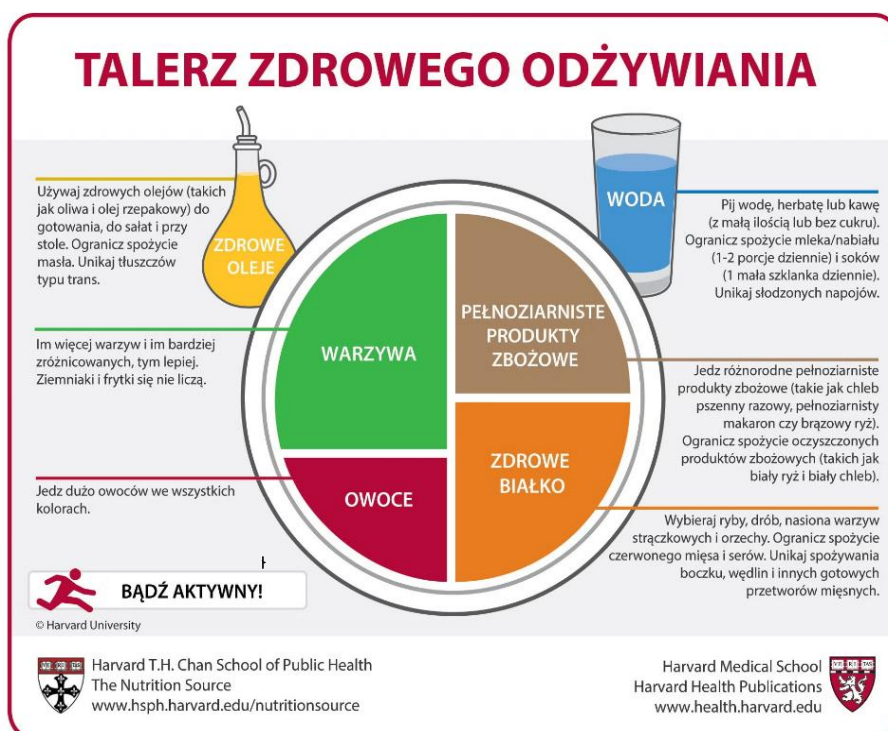 TALERZ ZDROWEGO ODŻYWIANIA
Używaj zdrowych olejów (takich
jak oliwa i olej rzepakowy) do
gotowania, do sałat i przy
stole. Ogranicz spożycie
masła. Unikaj tłuszczów
typu trans.
ZDROWE
OLEJE
WODA
Pij wodę, herbatę lub kawę
(z małą ilością lub bez cukru).
Ogranicz spożycie mleka/nabiału
(1-2 porcje dziennie) i soków
(1 mała szklanka dziennie).
Unikaj słodzonych napojów.
Im więcej warzyw i im bardziej
zróżnicowanych, tym lepiej.
Ziemniaki i frytki się nie liczą.
WARZYWA
PEŁNOZIARNISTE
PRODUKTY
ZBOŻOWE
Jedz różnorodne pełnoziarniste
produkty zbożowe (takie jak chleb
pszenny razowy, pełnoziarnisty
makaron czy brązowy ryż).
Ogranicz spożycie oczyszczonych
produktów zbożowych (takich jak
biały ryż i biały chleb).
Jedz dużo owoców we wszystkich
kolorach.
OWOCE
ZDROWE
BIAŁKO
Wybieraj ryby, drób, nasiona warzyw
strączkowych i orzechy. Ogranicz spożycie
czerwonego mięsa i serów. Unikaj spożywania
boczku, wędlin i innych gotowych
przetworów mięsnych.
BĄDŹ AKTYWNY!
© Harvard University
Harvard T.H. Chan School of Public Health
The Nutrition Source
www.hsph.harvard.edu/nutritionsource
Harvard Medical School
Harvard Health Publications
www.health.harvard.edu